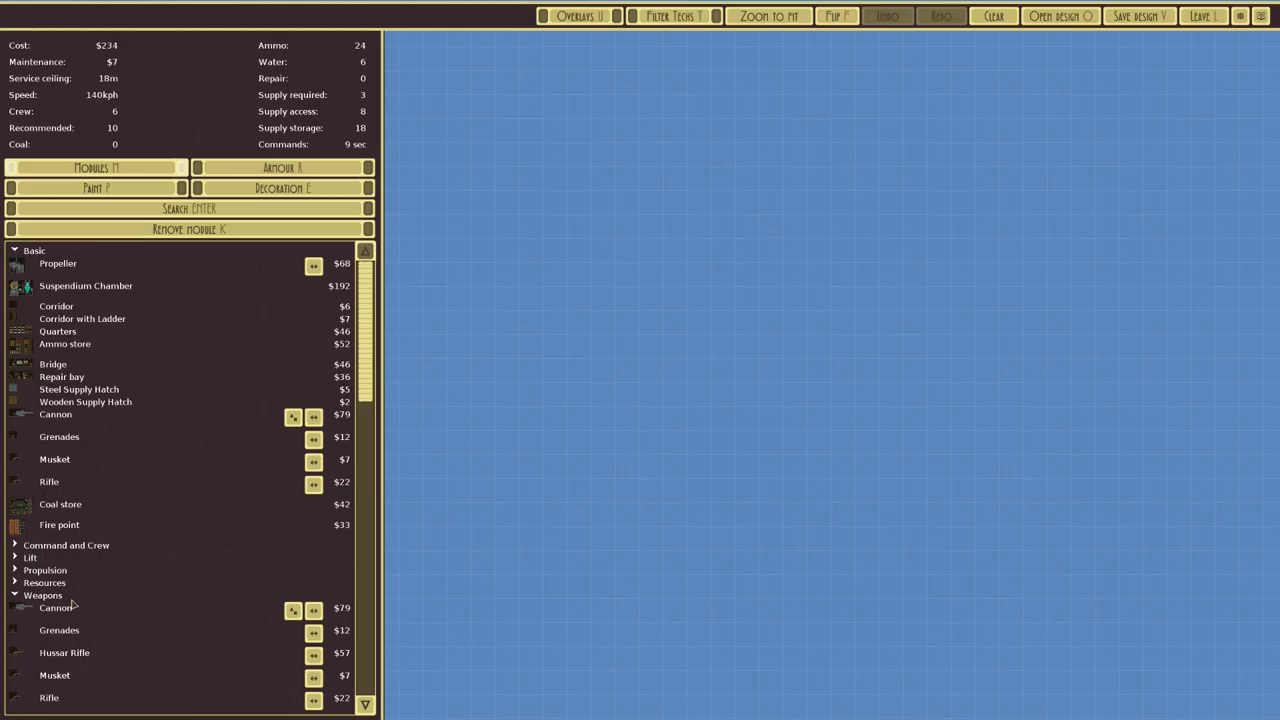 OVERLAYS U
FILTER TECHS T
ZOOM TO FIT
FLIP F
UNDO
REDO
CLEAR
OPEN DESIGN O
SAVE DESIGN V
LEAVE L
Cost: $234
Ammo: 24
Maintenance: $7
Water: 6
Service ceiling: 18m
Repair: 0
Speed: 140kph
Supply required: 3
Crew: 6
Supply access: 8
Recommended: 10
Supply storage: 18
Coal: 0
Commands: 9 sec
MODULES M
ARMOUR R
PAINT P
DECORATION E
SEARCH ENTER
REMOVE MODULE K
Basic
Propeller $68
Suspendium Chamber $192
Corridor $6
Corridor with Ladder $7
Quarters $46
Ammo store $52
Bridge $46
Repair bay $36
Steel Supply Hatch $5
Wooden Supply Hatch $2
Cannon $79
Grenades $12
Musket $7
Rifle $22
Coal store $42
Fire point $33
Command and Crew
Lift
Propulsion
Resources
Weapons
Cannon $79
Grenades $12
Hussar Rifle $57
Musket $7
Rifle $22